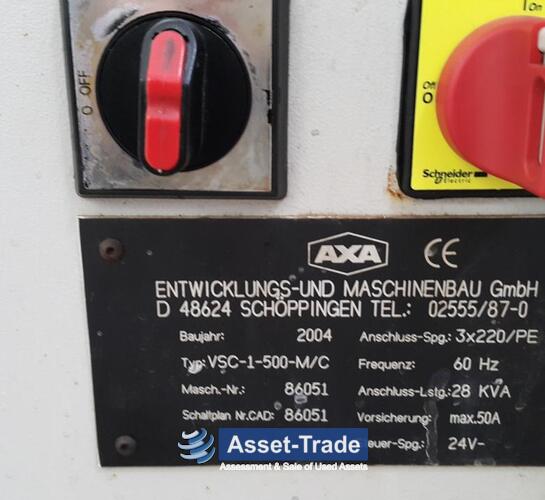 O OFF
I On
Off
O
Schneider
Electric
AXA CE
ENTWICKLUNGS-UND MASCHINENBAU GmbH
D 48624 SCHÖPPINGEN TEL.: 02555/87-0
Baujahr: 2004 Anschluss-Spg.: 3x220/PE
Typ: VSC-1-500-M/C Frequenz: 60 Hz
Masch.-Nr.: 86051 Anschluss-Lstg.: 28 KVA
Schaltplan Nr.CAD: 86051 Vorsicherung: max.50A
euer-Spg.: 24V-
Asset-Trade
Assessment & Sale of Used Assets